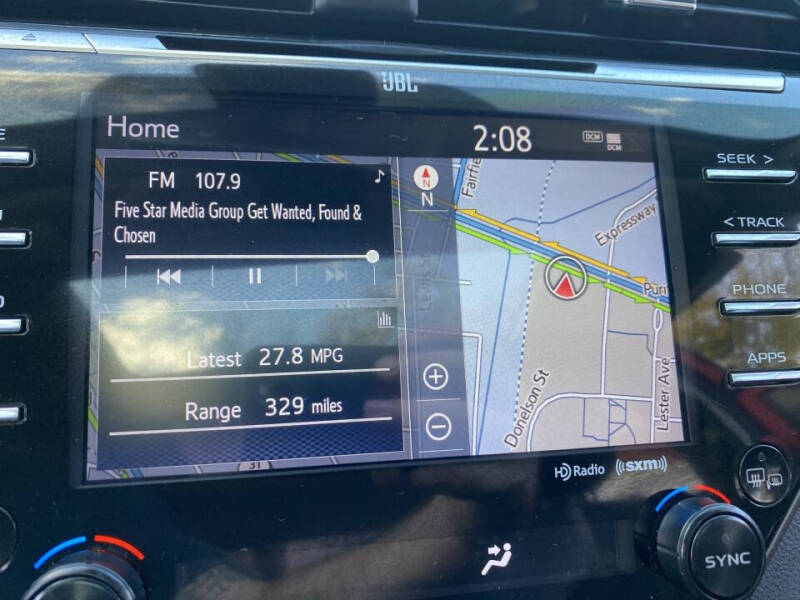 JBL
Home
2:08
DCM
DCM
SEEK >
< TRACK
PHONE
APPS
FM 107.9
Five Star Media Group Get Wanted, Found &
Chosen
Latest 27.8 MPG
Range 329 miles
N
N
Fairfie
Expressway
Puri
Lewis St
Donelson St
Lester Ave
31
HD Radio
((sxm))
SYNC